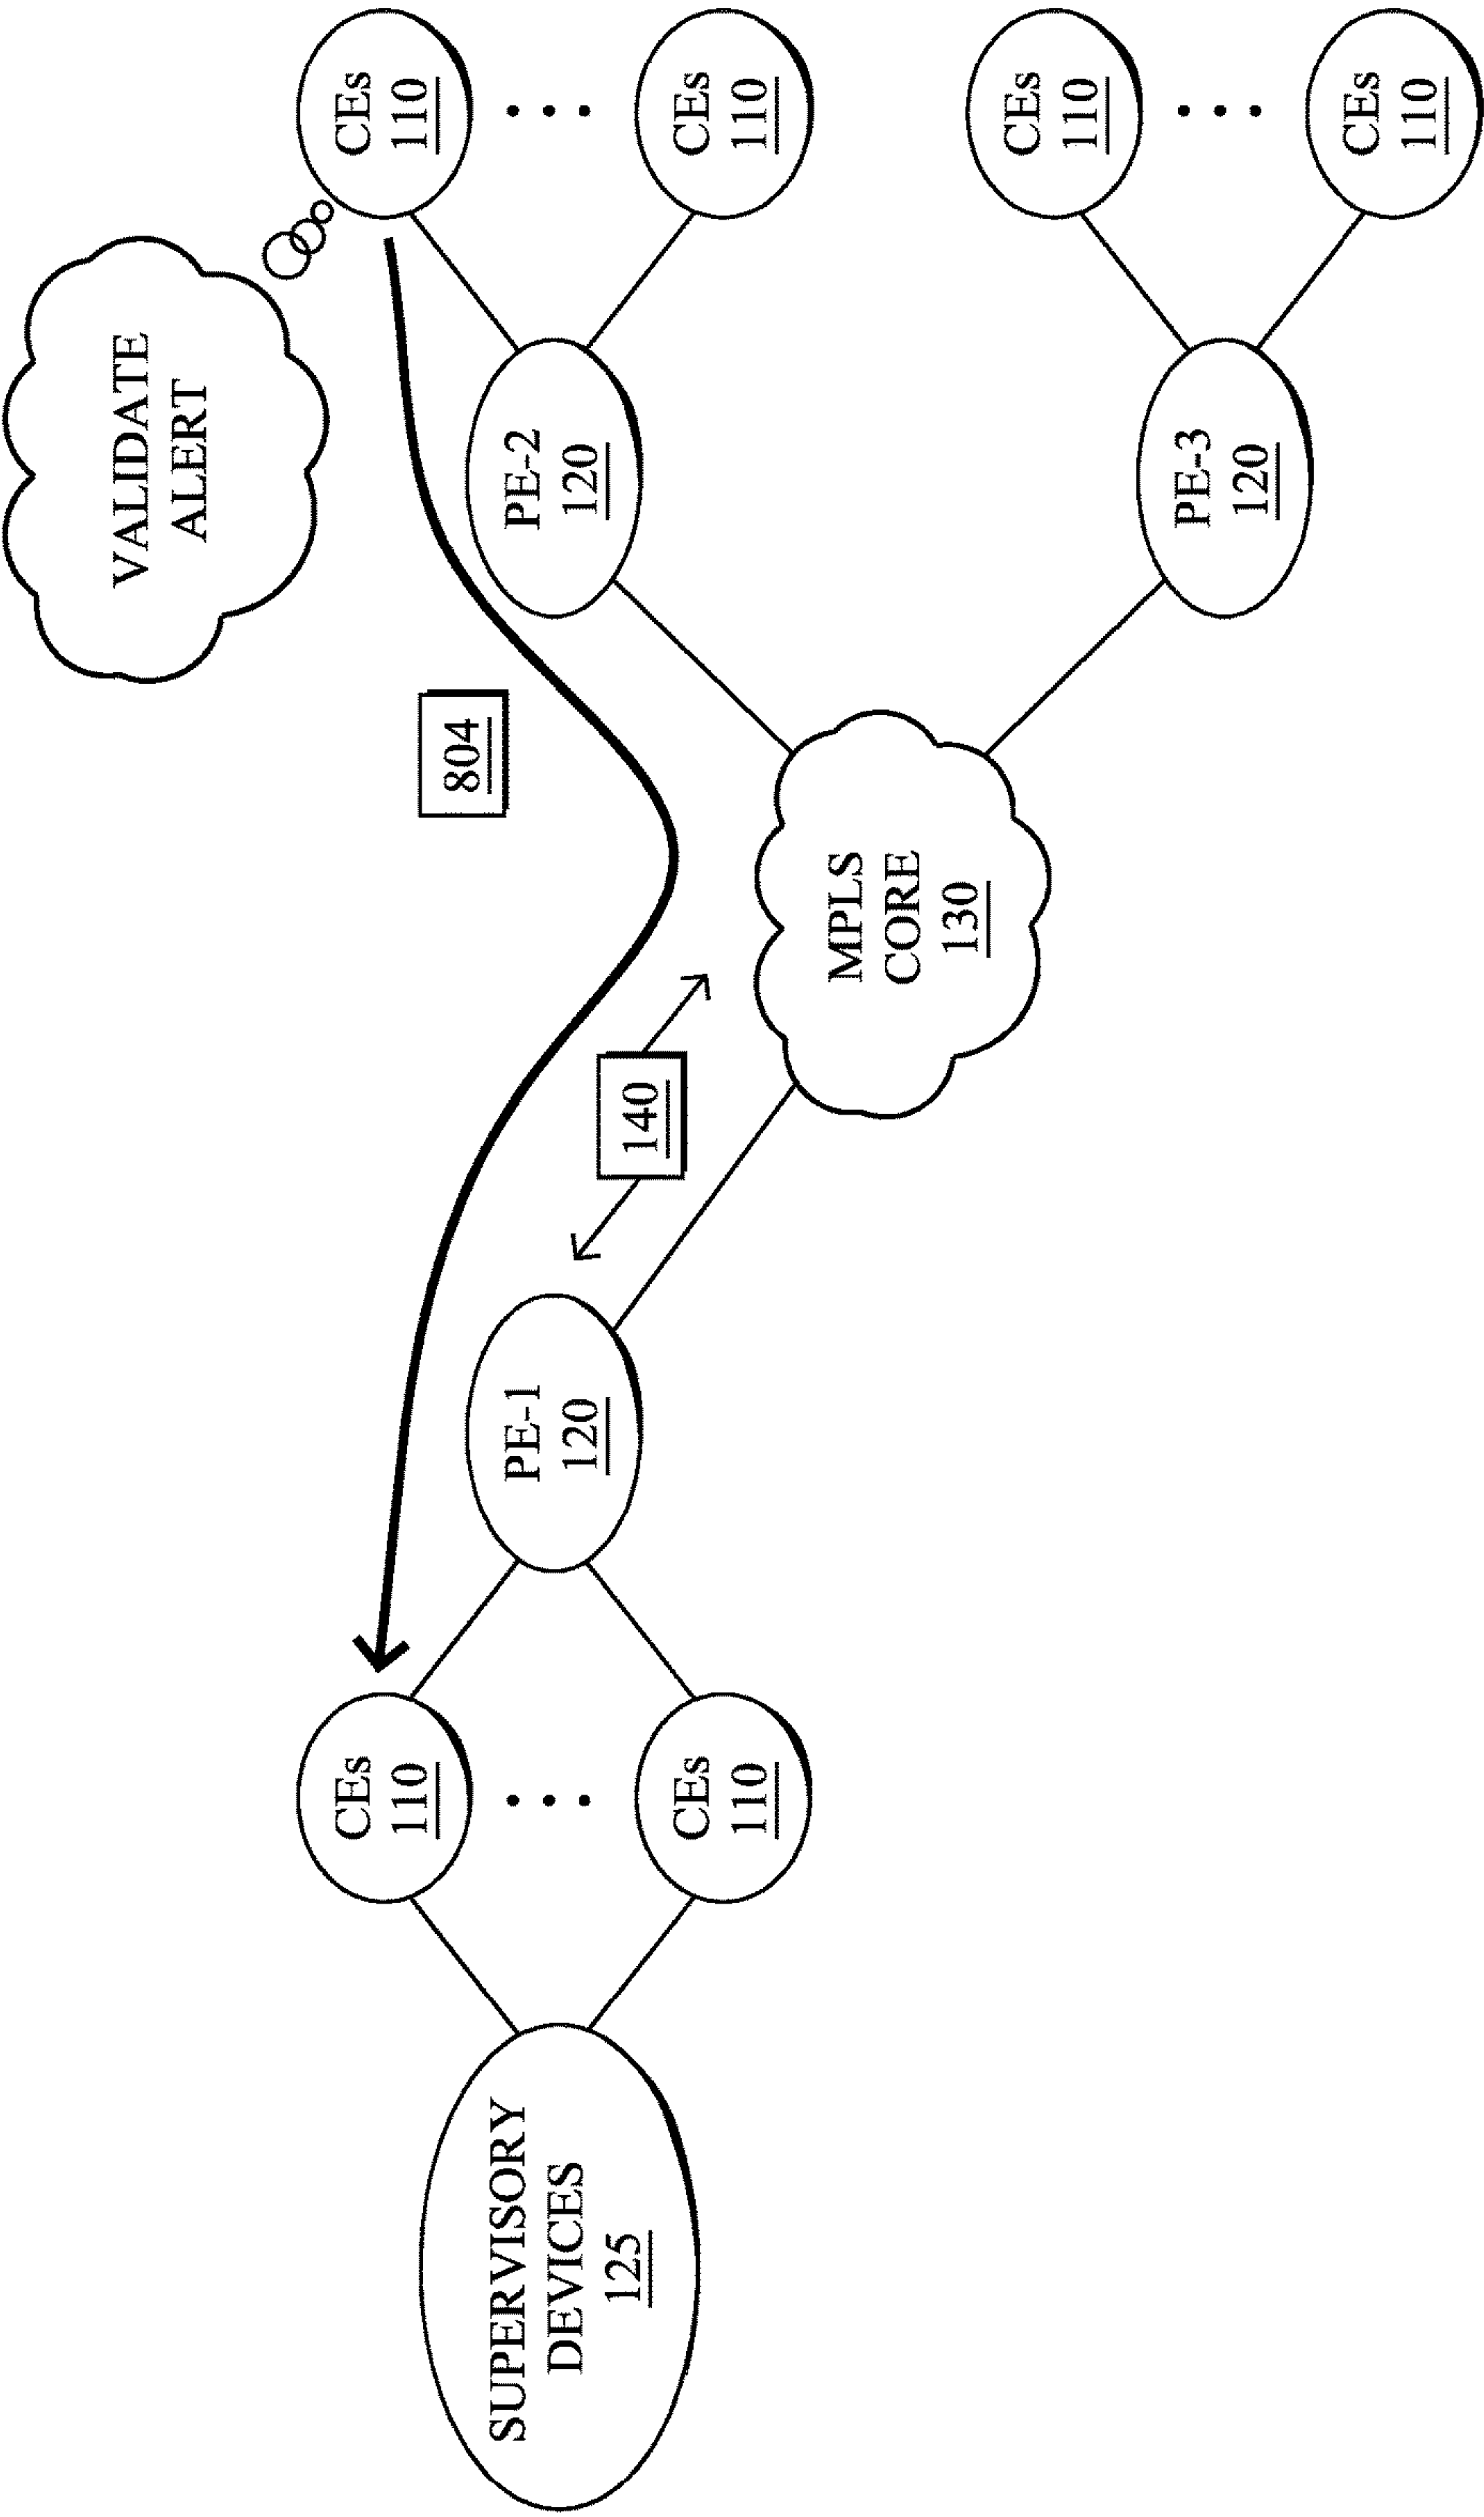 VALIDATE
ALERT
CEs
110
CEs
110
CEs
110
CEs
110
PE-2
120
PE-3
120
804
MPLS
CORE
130
140
PE-1
120
CEs
110
CEs
110
SUPERVISORY
DEVICES
125